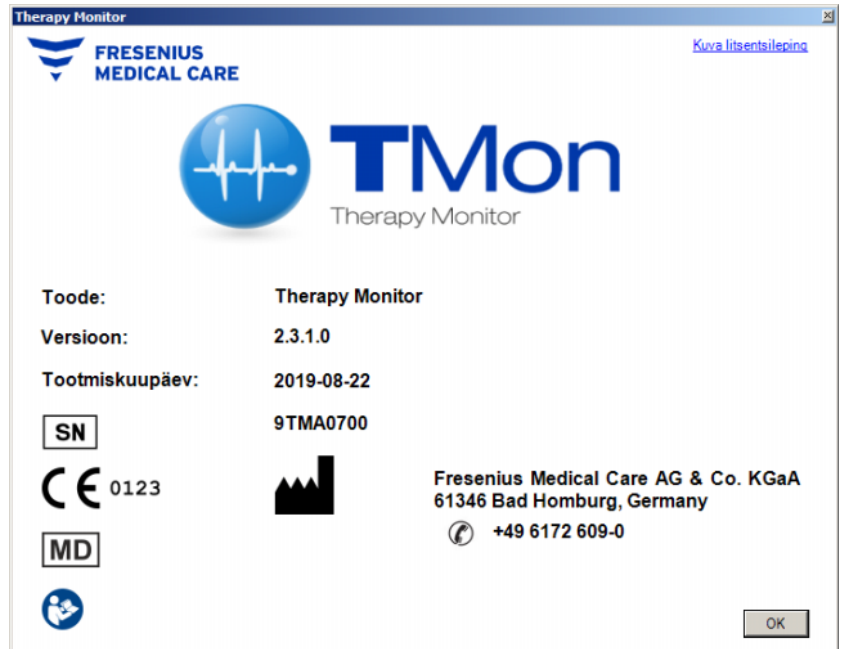 Therapy Monitor
FRESENIUS
MEDICAL CARE
Kuva litsentsileping
TMon
Therapy Monitor
Toode: Therapy Monitor
Versioon: 2.3.1.0
Tootmiskuupäev: 2019-08-22
SN 9TMA0700
CE 0123
Fresenius Medical Care AG & Co. KGaA
61346 Bad Homburg, Germany
+49 6172 609-0
MD
OK